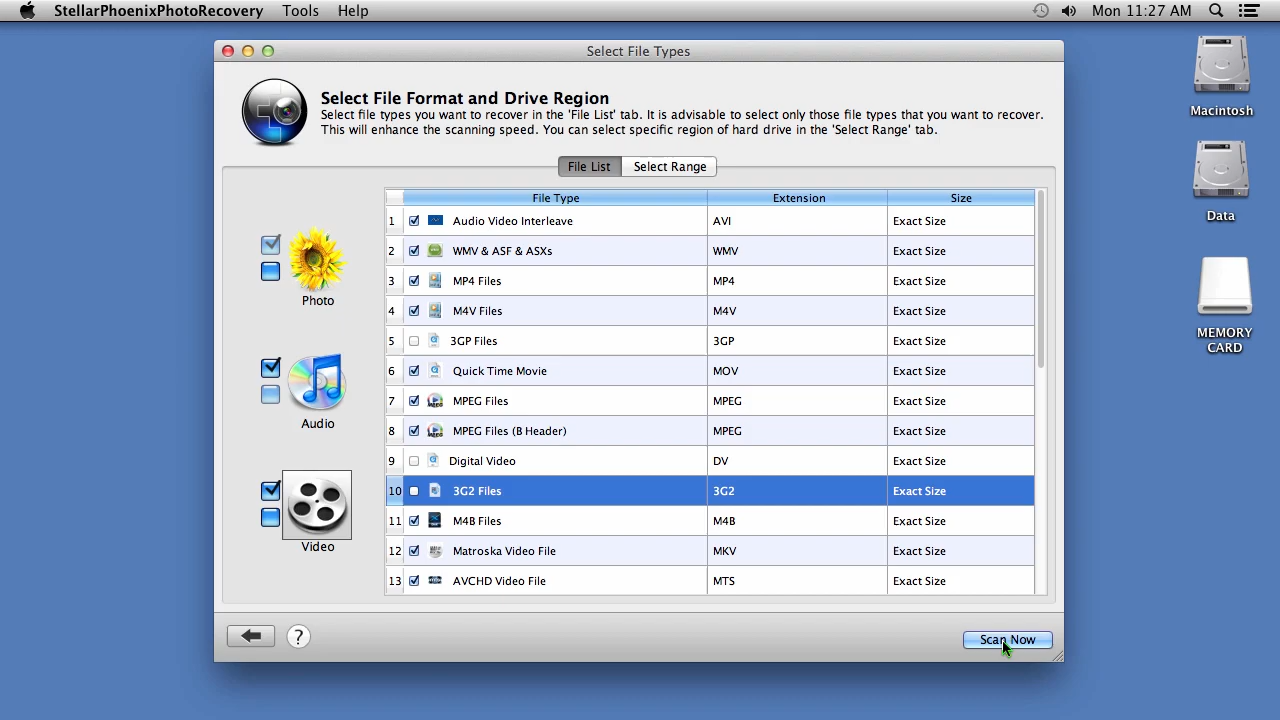 StellarPhoenixPhotoRecovery Tools Help Mon 11:27 AM
Select File Types
Select File Format and Drive Region
Select file types you want to recover in the 'File List' tab. It is advisable to select only those file types that you want to recover.
This will enhance the scanning speed. You can select specific region of hard drive in the 'Select Range' tab.
File List Select Range
Photo
Audio
Video
File Type Extension Size
1 Audio Video Interleave AVI Exact Size
2 WMV & ASF & ASXs WMV Exact Size
3 MP4 Files MP4 Exact Size
4 M4V Files M4V Exact Size
5 3GP Files 3GP Exact Size
6 Quick Time Movie MOV Exact Size
7 MPEG Files MPEG Exact Size
8 MPEG Files (B Header) MPEG Exact Size
9 Digital Video DV Exact Size
10 3G2 Files 3G2 Exact Size
11 M4B Files M4B Exact Size
12 Matroska Video File MKV Exact Size
13 AVCHD Video File MTS Exact Size
?
Scan Now
Macintosh
Data
MEMORY
CARD